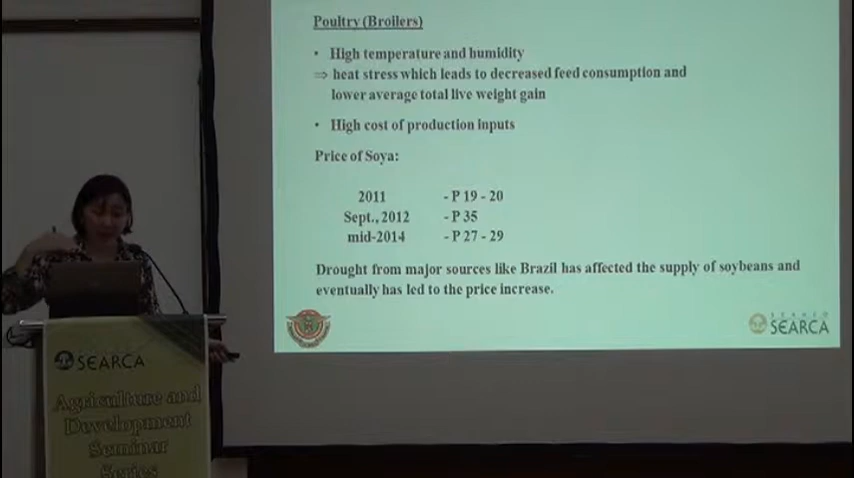 Poultry (Broilers)
• High temperature and humidity
⇒ heat stress which leads to decreased feed consumption and
lower average total live weight gain
• High cost of production inputs
Price of Soya:
2011 - P 19 - 20
Sept., 2012 - P 35
mid-2014 - P 27 - 29
Drought from major sources like Brazil has affected the supply of soybeans and
eventually has led to the price increase.
SEARCA
SEARCA
Agriculture and
Development
Seminar
Series